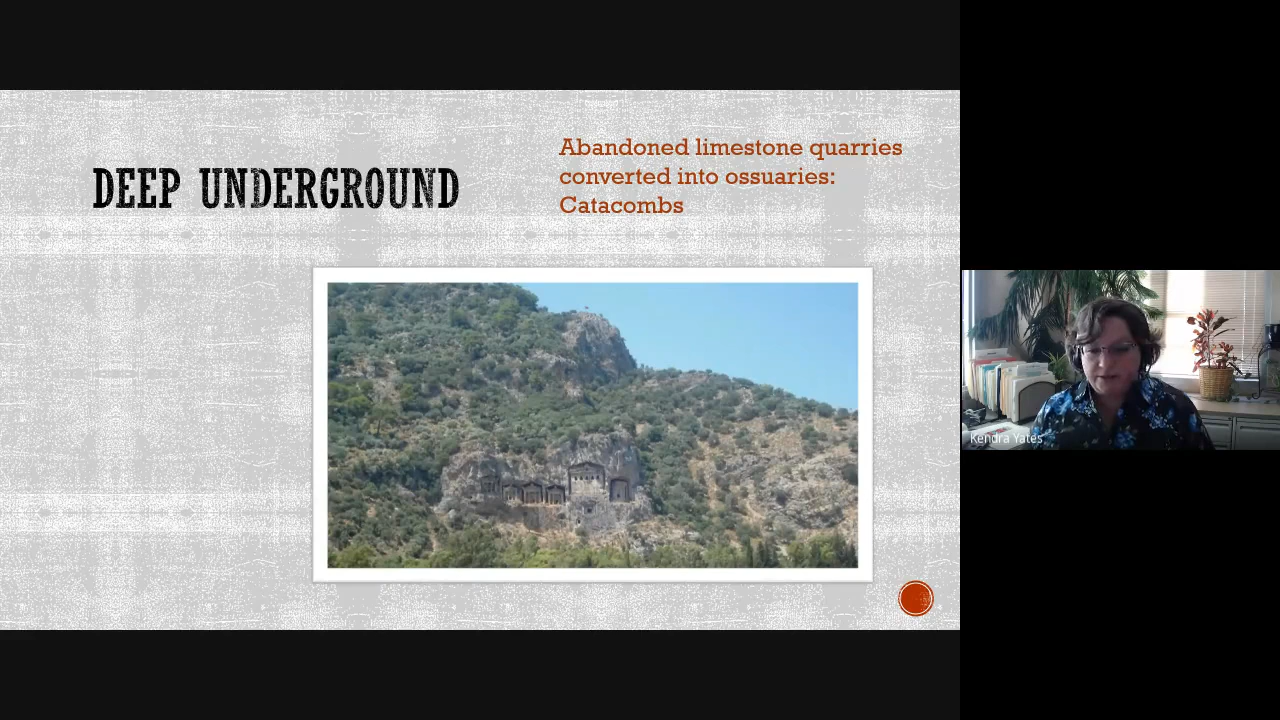 DEEP UNDERGROUND
Abandoned limestone quarries
converted into ossuaries:
Catacombs
Kendra Yates